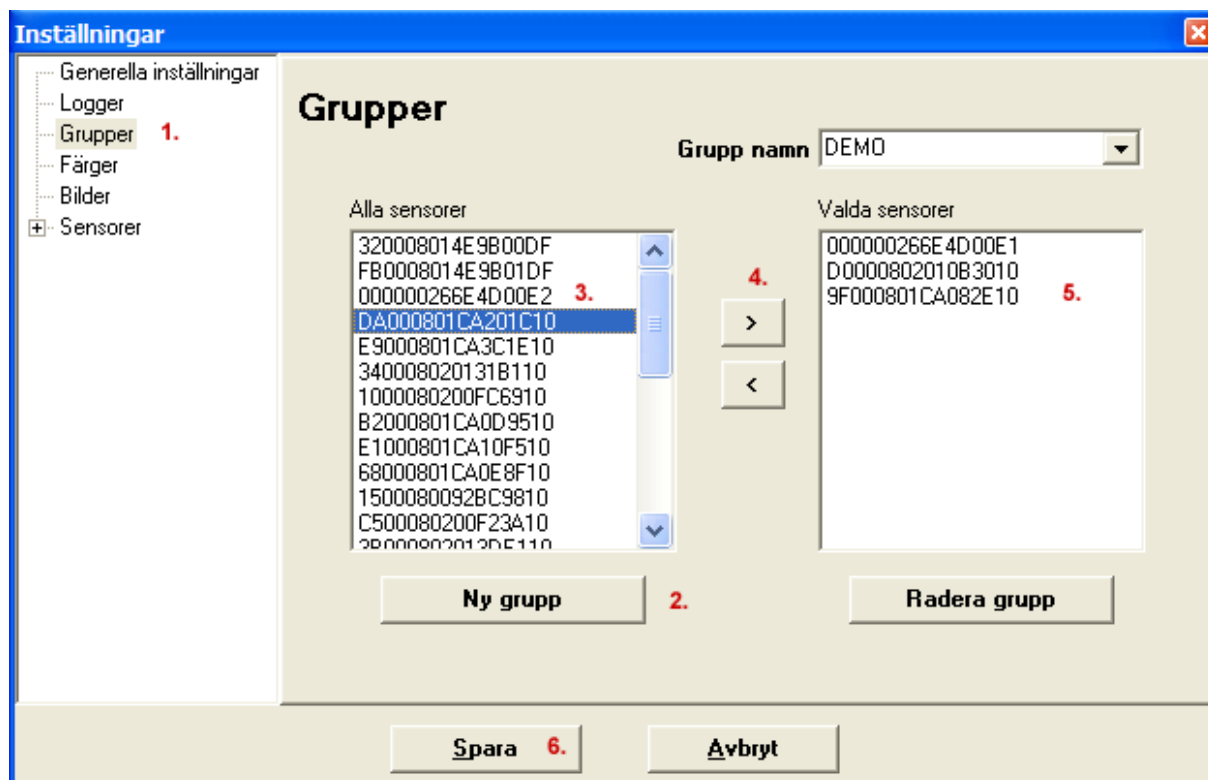 Inställningar
Generella inställningar
Logger
Grupper 1.
Färger
Bilder
Sensorer
Grupper
Grupp namn DEMO
Alla sensorer
320008014E9B00DF
FB0008014E9B01DF
000000266E4D00E2 3.
DA000801CA201C10
E9000801CA3C1E10
340008020131B110
1000080200FC6910
B2000801CA0D9510
E1000801CA10F510
68000801CA0E8F10
1500080092BC9810
C500080200F23A10
3B000802013DF110
4.
>
<
Valda sensorer
000000266E4D00E1
D0000802010B3010
9F000801CA082E10 5.
Ny grupp 2.
Radera grupp
Spara 6.
Avbryt